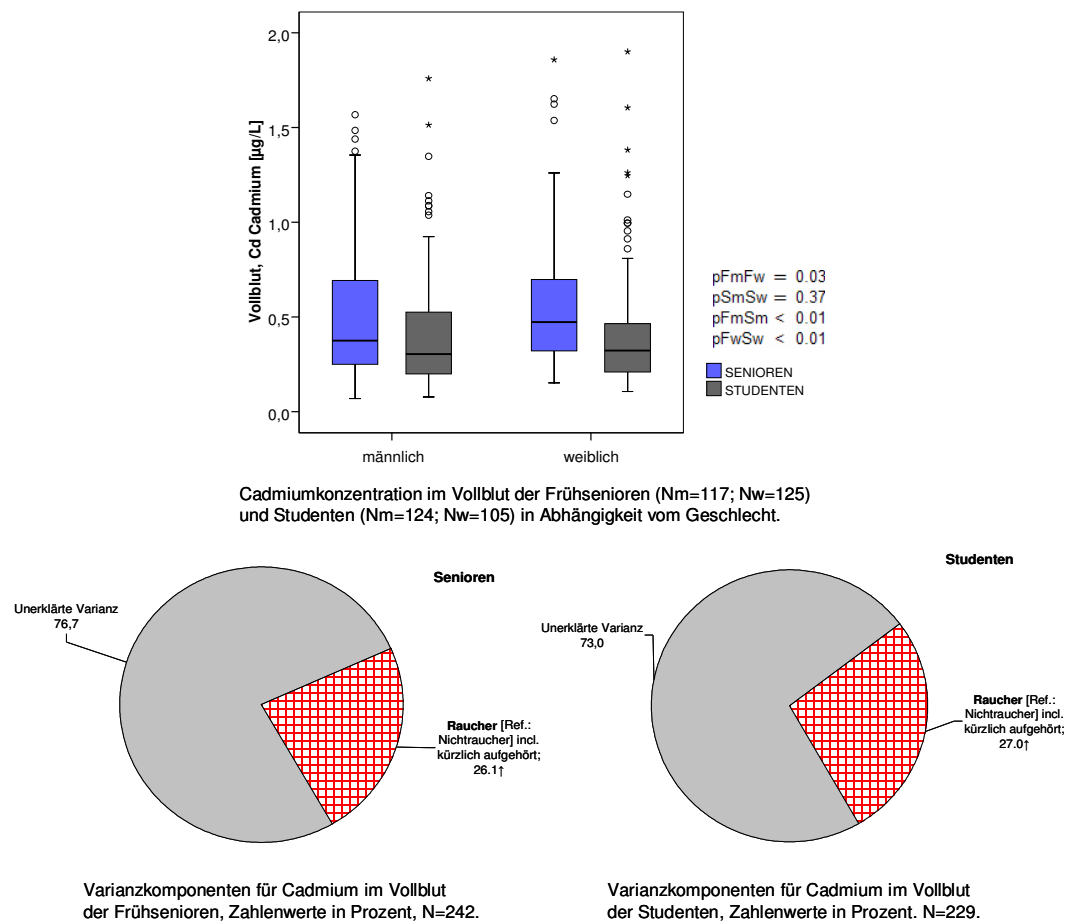 2,0
1,5
1,0
0,5
0,0
Vollblut, Cd Cadmium [µg/L]
männlich
weiblich
pFmFw = 0.03
pSmSw = 0.37
pFmSm < 0.01
pFwSw < 0.01
SENIOREN
STUDENTEN
Cadmiumkonzentration im Vollblut der Frühsenioren (Nm=117; Nw=125)
und Studenten (Nm=124; Nw=105) in Abhängigkeit vom Geschlecht.
Senioren
Unerklärte Varianz
76,7
Raucher [Ref.:
Nichtraucher] incl.
kürzlich aufgehört;
26.1↑
Varianzkomponenten für Cadmium im Vollblut
der Frühsenioren, Zahlenwerte in Prozent, N=242.
Studenten
Unerklärte Varianz
73,0
Raucher [Ref.:
Nichtraucher] incl.
kürzlich aufgehört;
27.0↑
Varianzkomponenten für Cadmium im Vollblut
der Studenten, Zahlenwerte in Prozent. N=229.